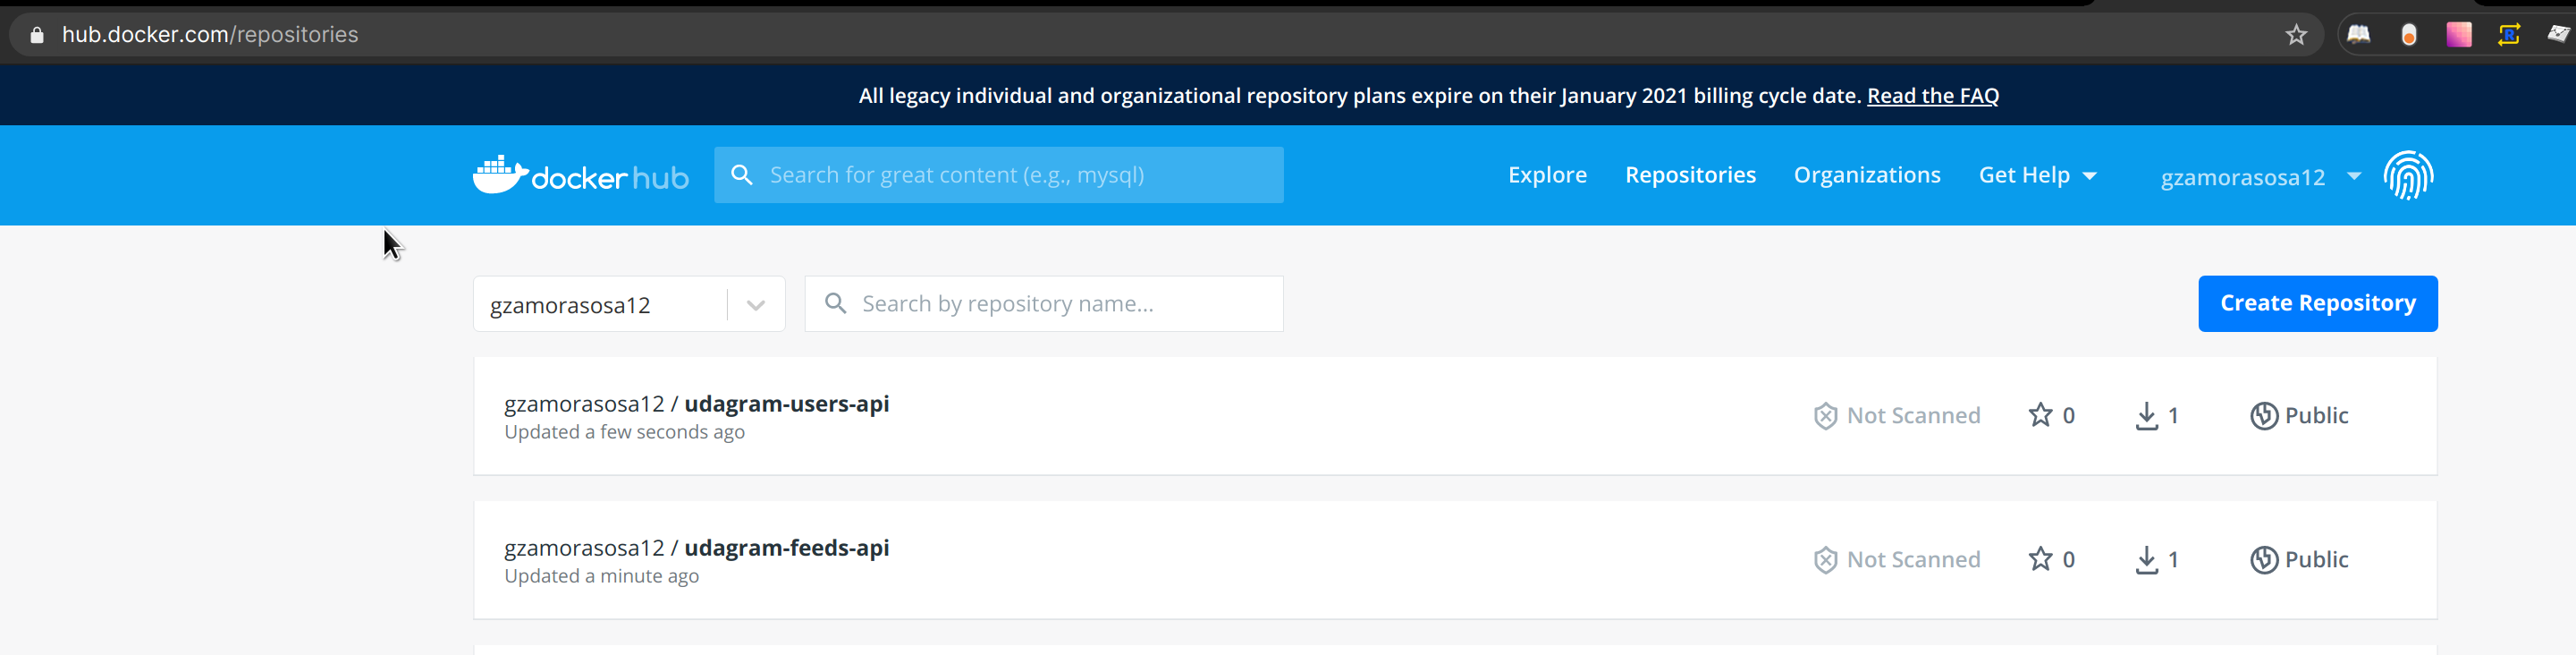 hub.docker.com/repositories
All legacy individual and organizational repository plans expire on their January 2021 billing cycle date. Read the FAQ
docker hub
Search for great content (e.g., mysql)
Explore
Repositories
Organizations
Get Help
gzamorasosa12
gzamorasosa12
Search by repository name...
Create Repository
gzamorasosa12 / udagram-users-api
Updated a few seconds ago
Not Scanned
0
1
Public
gzamorasosa12 / udagram-feeds-api
Updated a minute ago
Not Scanned
0
1
Public